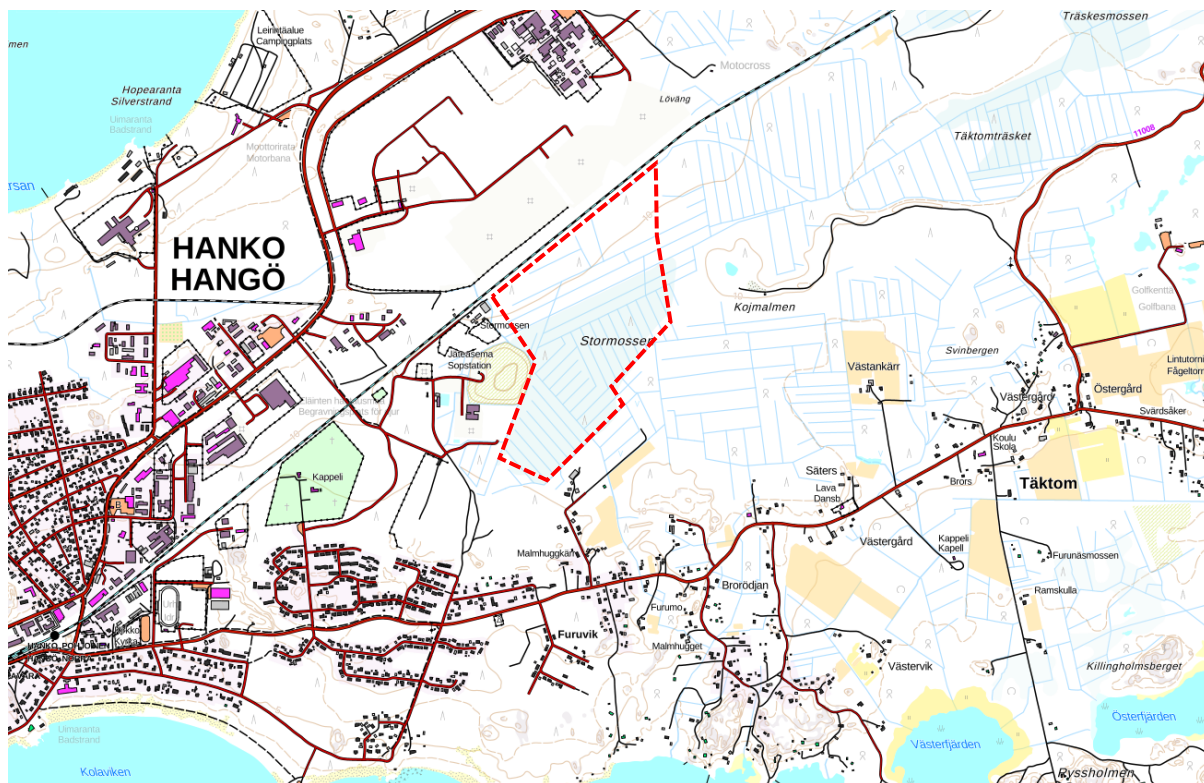 Träskesmossen
Leirintäalue
Campingplats
Motocross
Hopearanta
Silverstrand
Löväng
Uimaranta
Badstrand
11008
Täktomträsket
Moottorirata
Motorbana
HANKO
HANGÖ
Golfkenttä
Golfbana
Kojmalmen
Stormossen
Stormossen
Svinbergen
Jäteasema
Sopstation
Västankärr
Lintutorni
Fågeltorn
Östergård
Västergård
Svärdsåker
Koulu
Skola
Kappeli
Säters
Brors
Täktom
Lava
Dansb.
Västergård
Kappeli
Kapell
Malmhuggkärr
Furunäsmossen
Brorödjan
Ramskulla
Furumo
Furuvik
Malmhugget
Västervik
Killingholmsberget
Uimaranta
Badstrand
Österfjärden
Västerfjärden
Kolaviken
Ryssholmen